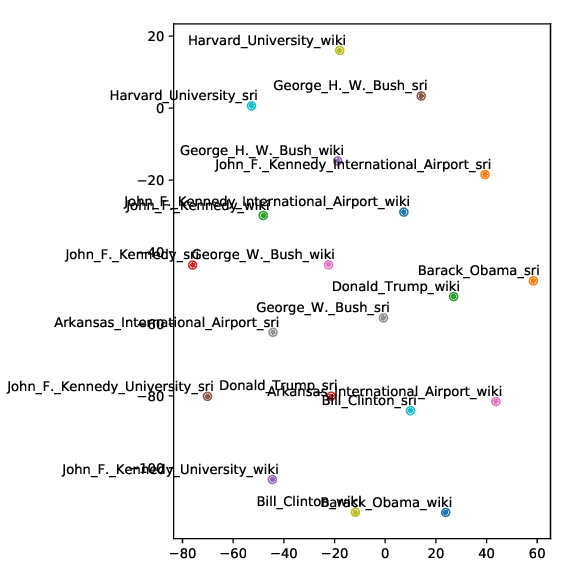 20
Harvard_University_wiki
George_H._W._Bush_sri
Harvard_University_sri
0
George_H._W._Bush_wiki
John_F._Kennedy_International_Airport_sri
−20
John_F._Kennedy_International_Airport_wiki
John_F._Kennedy_wiki
−40
John_F._Kennedy_sri
George_W._Bush_wiki
Barack_Obama_sri
Donald_Trump_wiki
George_W._Bush_sri
Arkansas_International_Airport_sri
−60
John_F._Kennedy_University_sri
Donald_Trump_sri
Arkansas_International_Airport_wiki
−80
Bill_Clinton_sri
John_F._Kennedy_University_wiki
−100
Bill_Clinton_wiki
Barack_Obama_wiki
−80 −60 −40 −20 0 20 40 60